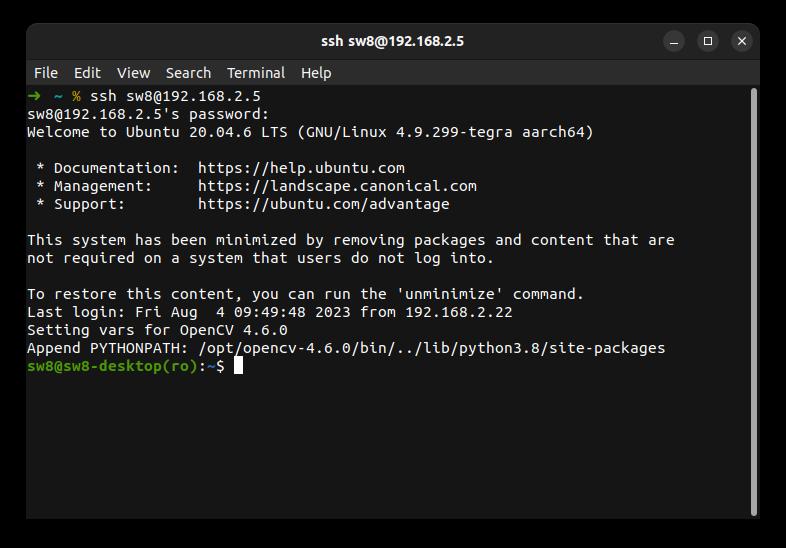 ssh sw8@192.168.2.5
File Edit View Search Terminal Help
➜ ~ % ssh sw8@192.168.2.5
sw8@192.168.2.5's password:
Welcome to Ubuntu 20.04.6 LTS (GNU/Linux 4.9.299-tegra aarch64)
* Documentation: https://help.ubuntu.com
* Management: https://landscape.canonical.com
* Support: https://ubuntu.com/advantage
This system has been minimized by removing packages and content that are
not required on a system that users do not log into.
To restore this content, you can run the 'unminimize' command.
Last login: Fri Aug 4 09:49:48 2023 from 192.168.2.22
Setting vars for OpenCV 4.6.0
Append PYTHONPATH: /opt/opencv-4.6.0/bin/../lib/python3.8/site-packages
sw8@sw8-desktop(ro):~$